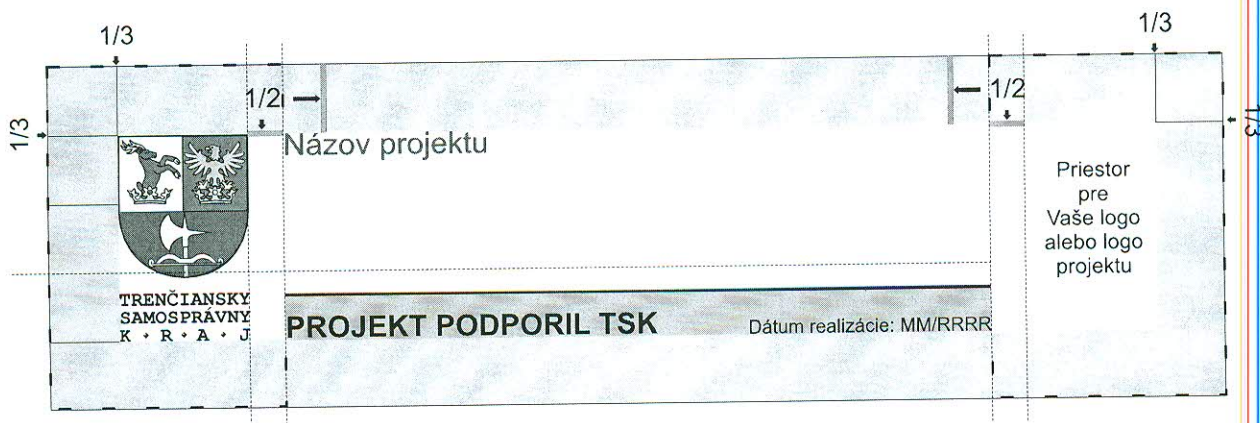 1/3
1/3
1/3
1/2
1/2
1/3
Názov projektu
Priestor
pre
Vaše logo
alebo logo
projektu
TRENČIANSKY
SAMOSPRÁVNY
K · R · A · J
PROJEKT PODPORIL TSK
Dátum realizácie: MM/RRRR